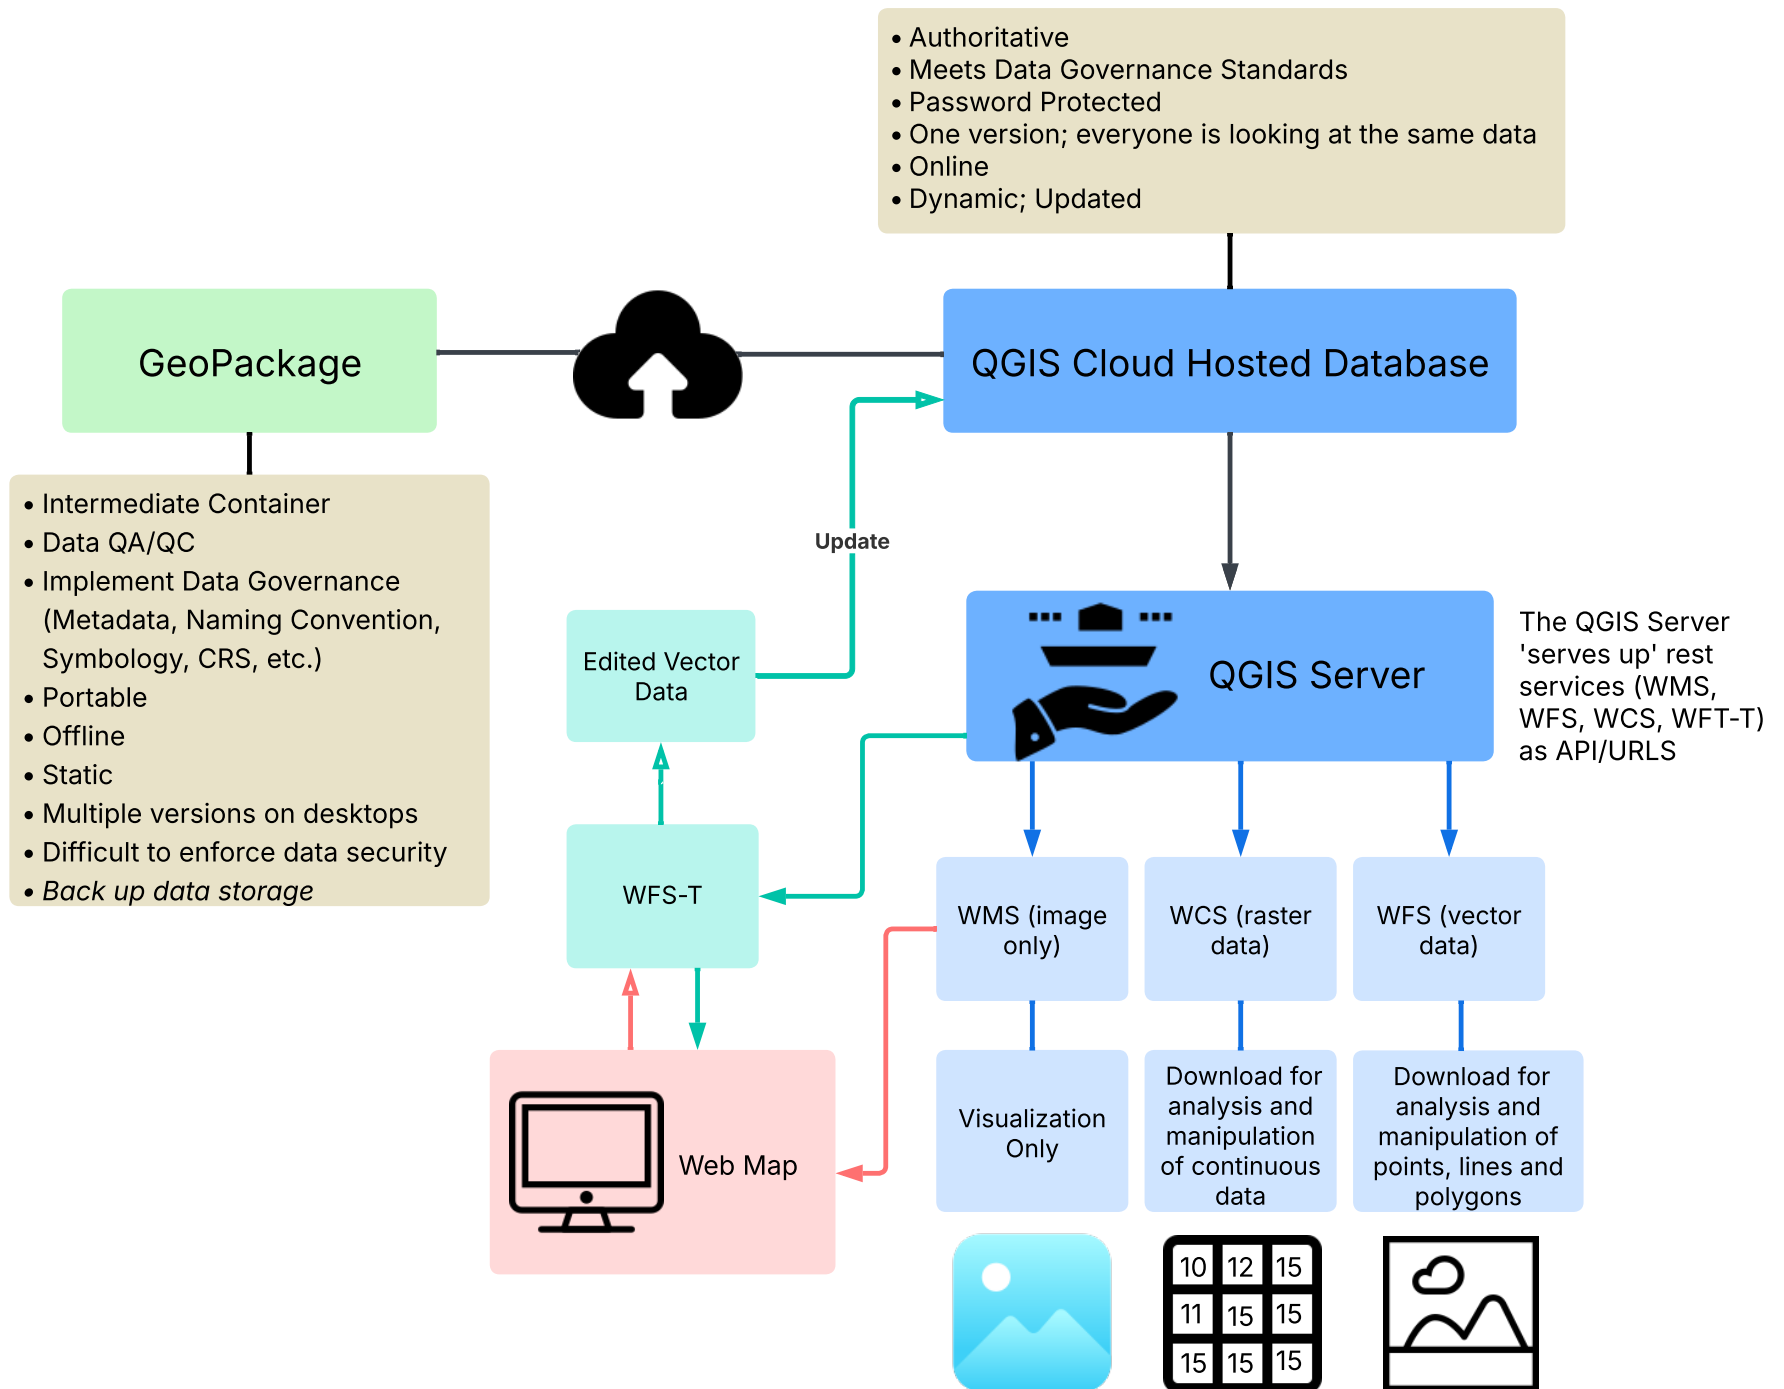 • Authoritative
• Meets Data Governance Standards
• Password Protected
• One version; everyone is looking at the same data
• Online
• Dynamic; Updated
GeoPackage
QGIS Cloud Hosted Database
• Intermediate Container
• Data QA/QC
• Implement Data Governance
(Metadata, Naming Convention,
Symbology, CRS, etc.)
• Portable
• Offline
• Static
• Multiple versions on desktops
• Difficult to enforce data security
• Back up data storage
Update
Edited Vector
Data
QGIS Server
The QGIS Server
'serves up' rest
services (WMS,
WFS, WCS, WFT-T)
as API/URLS
WFS-T
WMS (image
only)
WCS (raster
data)
WFS (vector
data)
Web Map
Visualization
Only
Download for
analysis and
manipulation
of continuous
data
Download for
analysis and
manipulation of
points, lines and
polygons
10 12 15
11 15 15
15 15 15